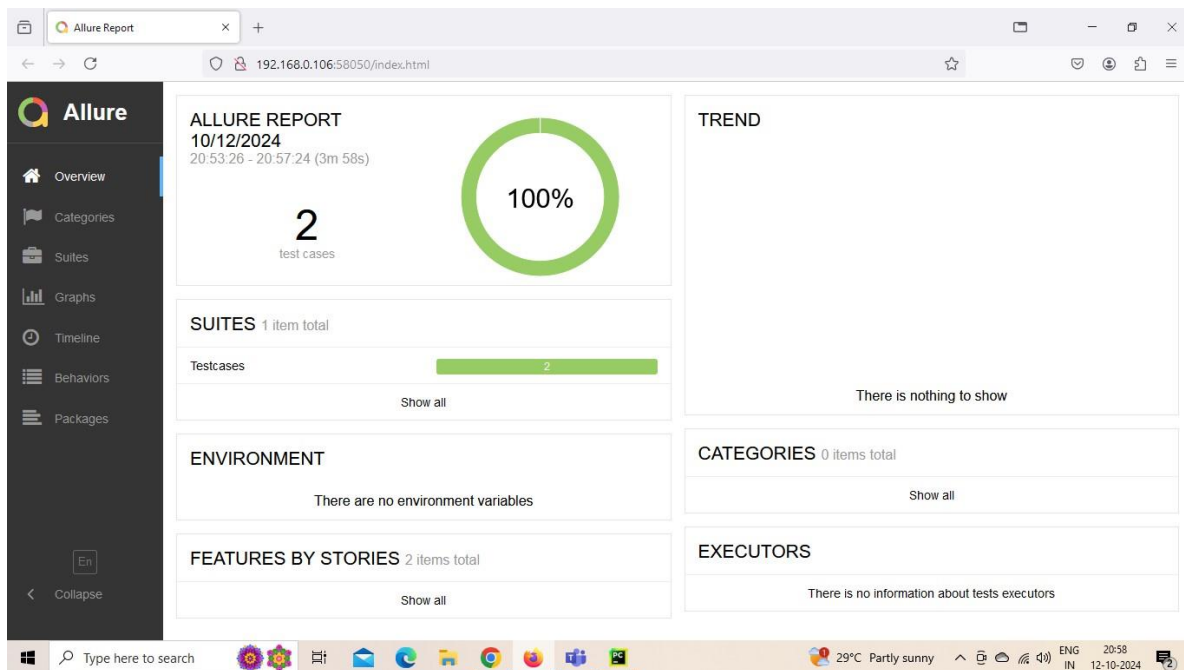 Allure Report
192.168.0.106:58050/index.html
Allure
Overview
Categories
Suites
Graphs
Timeline
Behaviors
Packages
En
Collapse
ALLURE REPORT
10/12/2024
20:53:26 - 20:57:24 (3m 58s)
2
test cases
100%
SUITES 1 item total
Testcases 2
Show all
ENVIRONMENT
There are no environment variables
FEATURES BY STORIES 2 items total
Show all
TREND
There is nothing to show
CATEGORIES 0 items total
Show all
EXECUTORS
There is no information about tests executors
Type here to search
PC
29°C Partly sunny
ENG
IN
20:58
12-10-2024
2